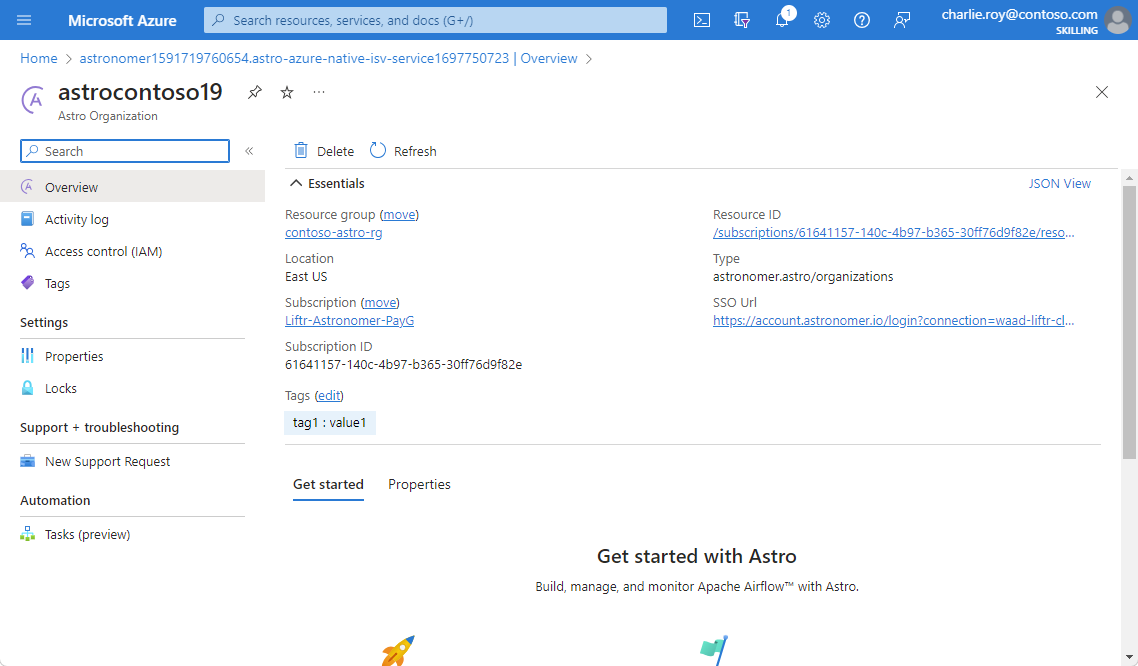 Microsoft Azure
Search resources, services, and docs (G+/)
1
charlie.roy@contoso.com
SKILLING
Home > astronomer1591719760654.astro-azure-native-isv-service1697750723 | Overview >
astrocontoso19
Astro Organization
Search
«
Overview
Activity log
Access control (IAM)
Tags
Settings
Properties
Locks
Support + troubleshooting
New Support Request
Automation
Tasks (preview)
Delete
Refresh
Essentials
JSON View
Resource group (move)
contoso-astro-rg
Location
East US
Subscription (move)
Liftr-Astronomer-PayG
Subscription ID
61641157-140c-4b97-b365-30ff76d9f82e
Tags (edit)
tag1 : value1
Resource ID
/subscriptions/61641157-140c-4b97-b365-30ff76d9f82e/reso...
Type
astronomer.astro/organizations
SSO Url
https://account.astronomer.io/login?connection=waad-liftr-cl...
Get started
Properties
Get started with Astro
Build, manage, and monitor Apache Airflow™ with Astro.